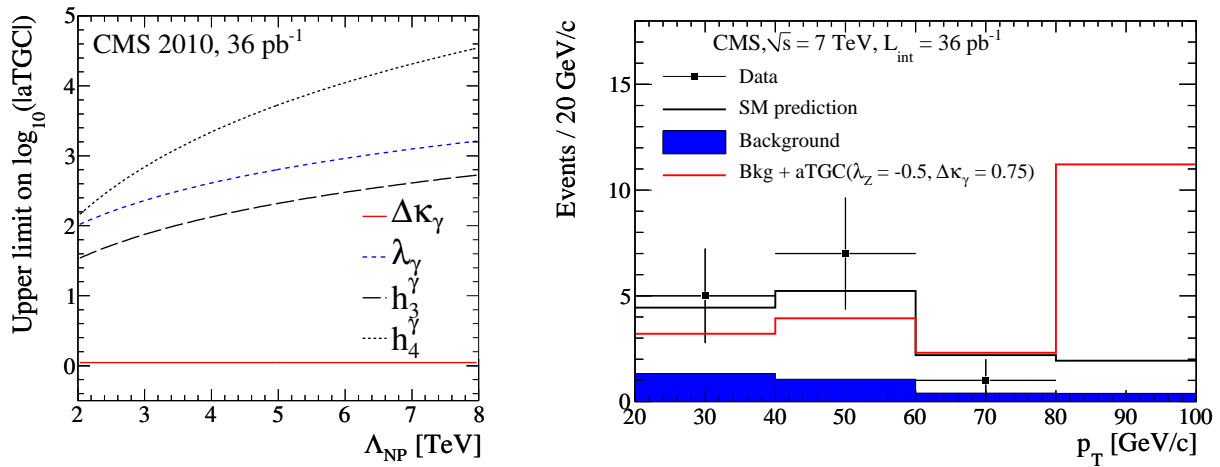 CMS 2010, 36 pb⁻¹
Upper limit on log₁₀(|aTGC|)
5
4
3
2
1
0
Δκ_γ
λ_γ
h₃^γ
h₄^γ
2 3 4 5 6 7 8
Λ_NP [TeV]
CMS, √s = 7 TeV, L_int = 36 pb⁻¹
Data
SM prediction
Background
Bkg + aTGC(λ_Z = -0.5, Δκ_γ = 0.75)
Events / 20 GeV/c
15
10
5
0
20 30 40 50 60 70 80 90 100
p_T [GeV/c]